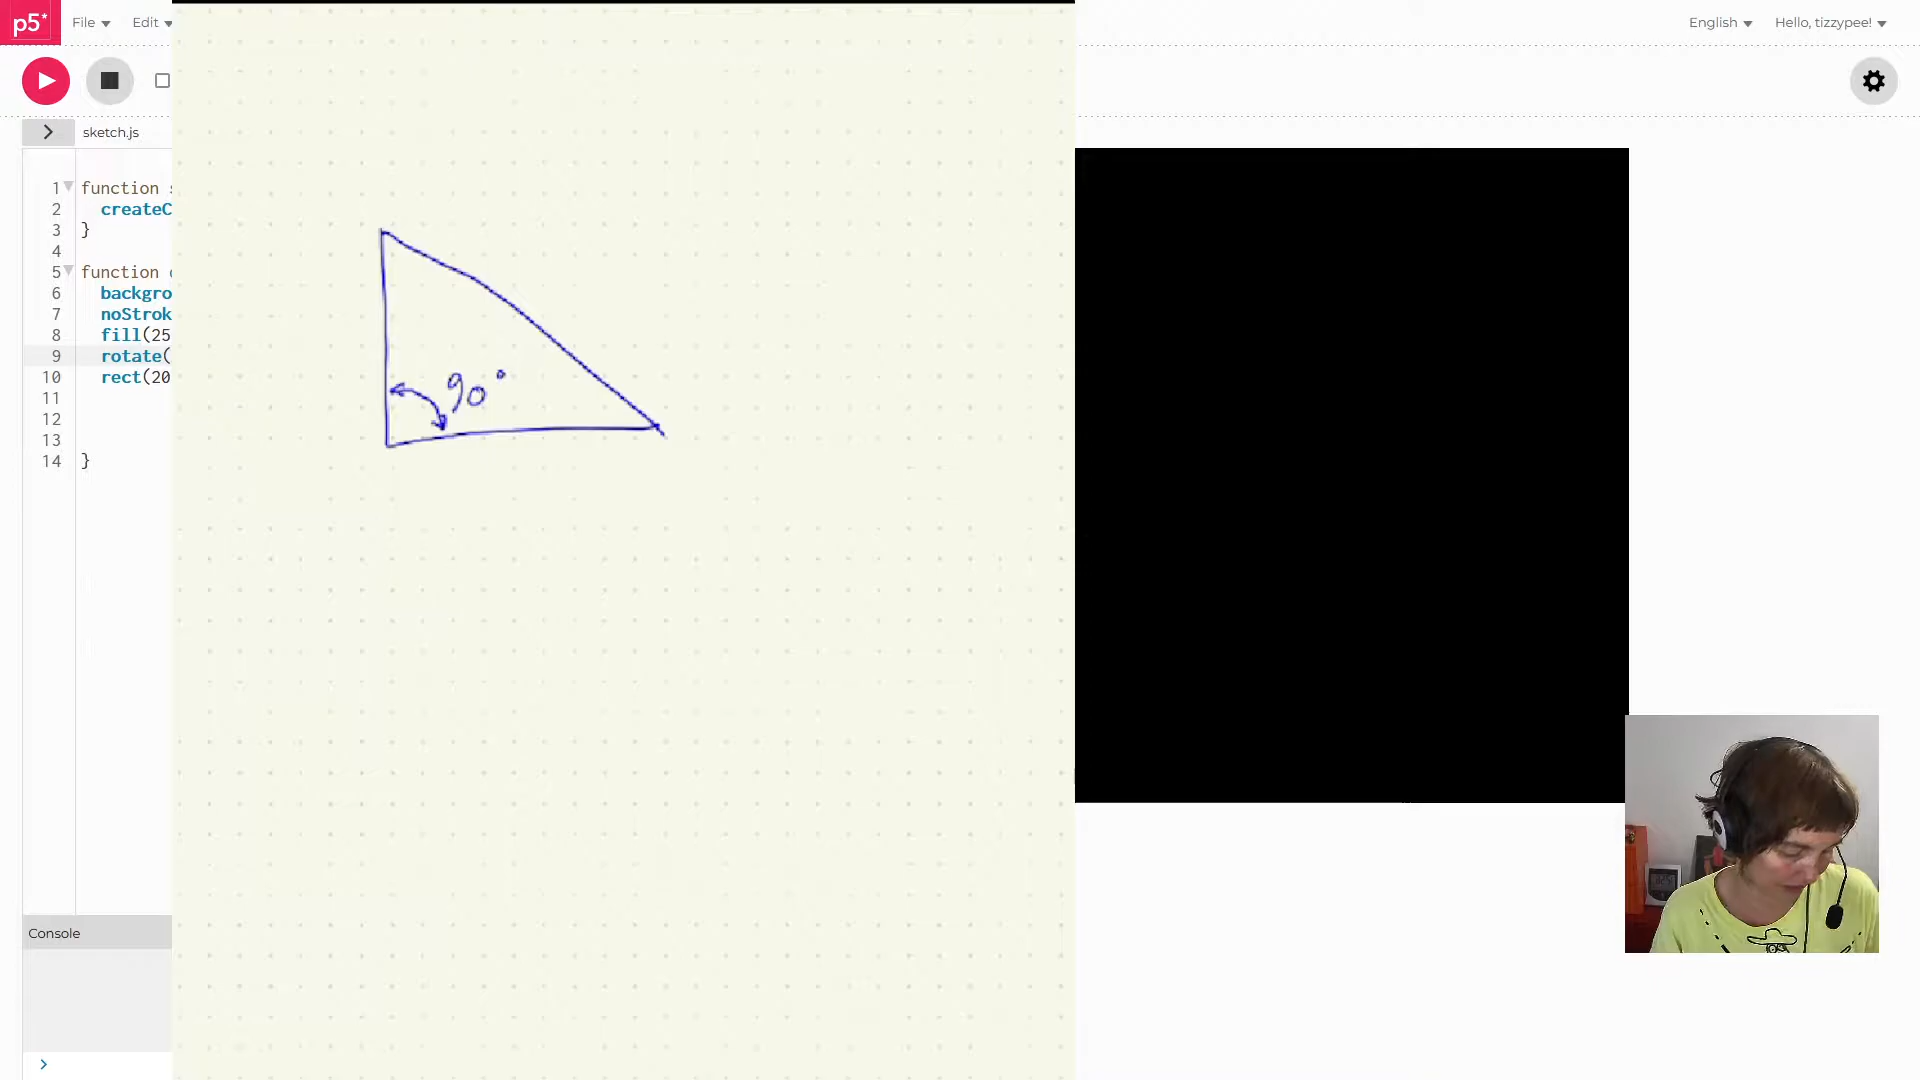 p5*
File
Edit
English
Hello, tizzypee!
sketch.js
1 function s
2 createC
3 }
4
5 function
6 backgro
7 noStrok
8 fill(25
9 rotate(
10 rect(20
11
12
13
14 }
90°
Console
>